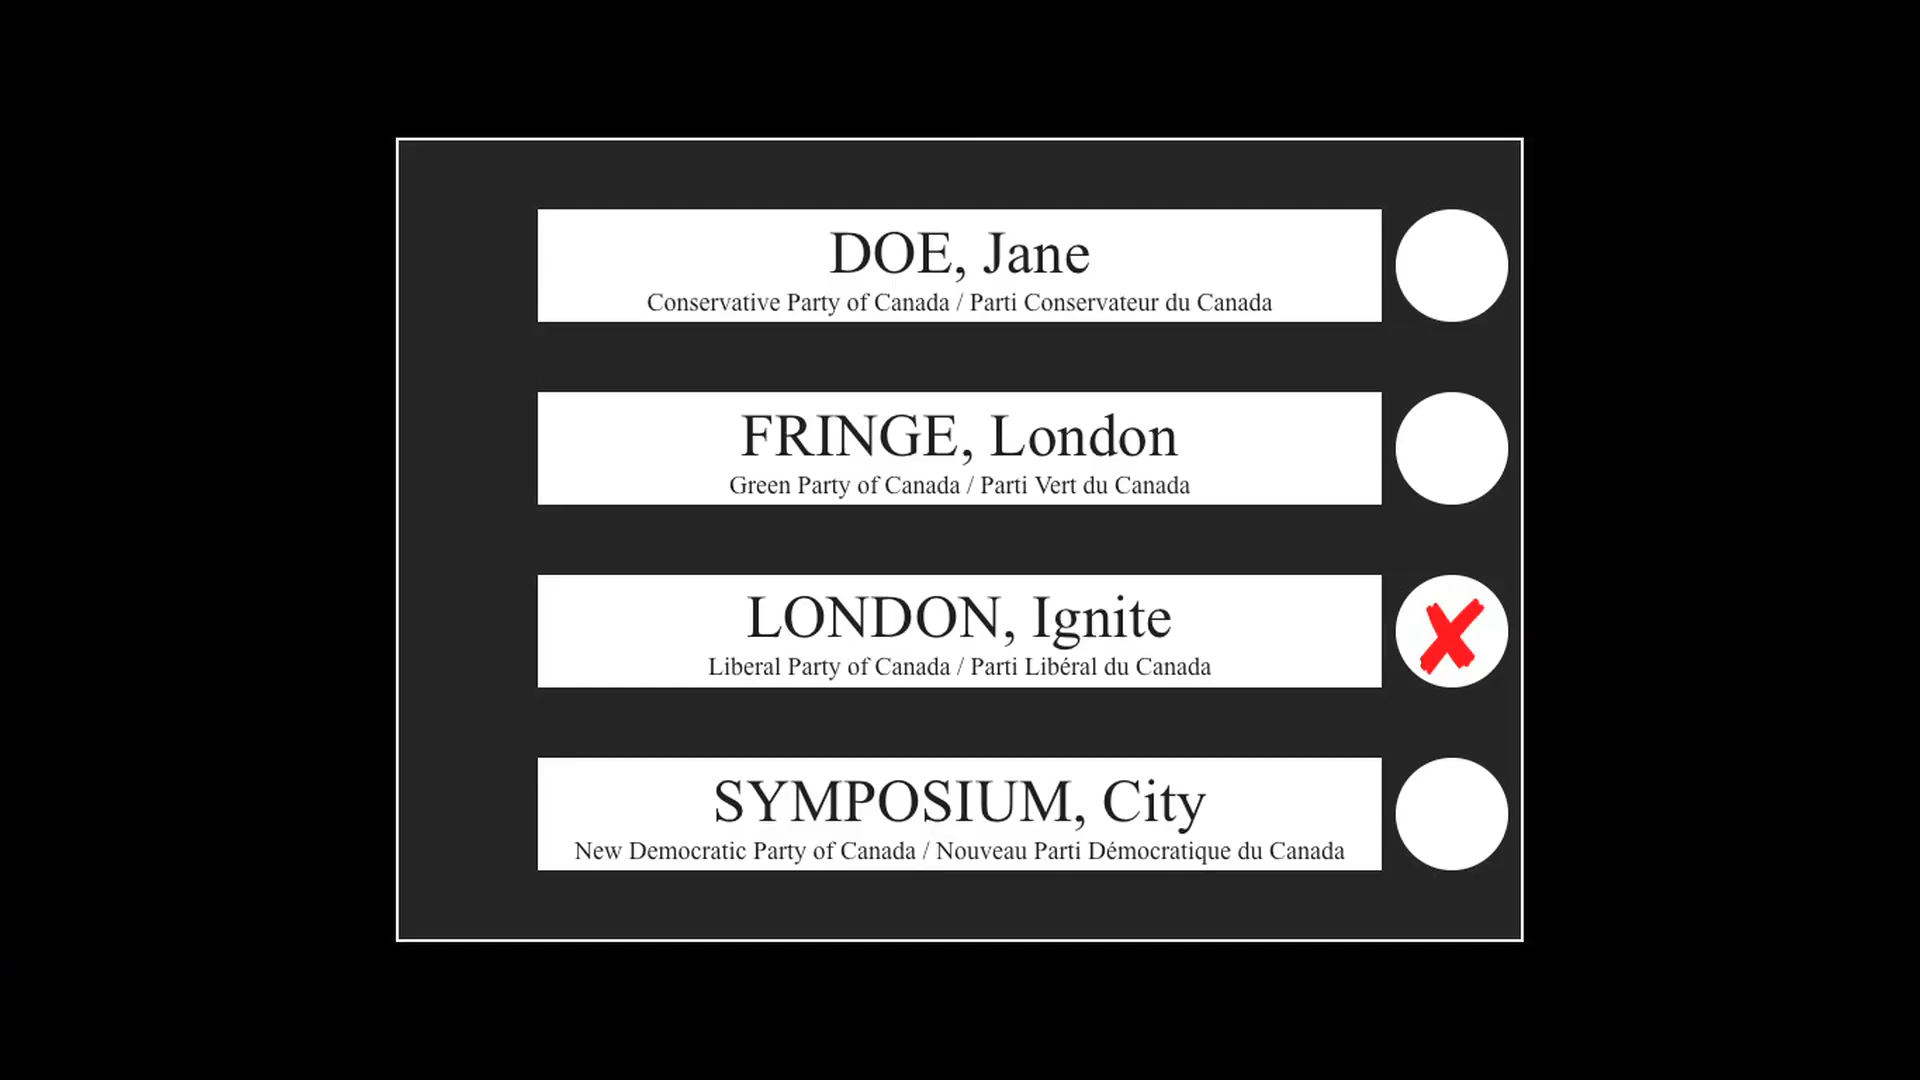 DOE, Jane
Conservative Party of Canada / Parti Conservateur du Canada
FRINGE, London
Green Party of Canada / Parti Vert du Canada
LONDON, Ignite
Liberal Party of Canada / Parti Libéral du Canada
SYMPOSIUM, City
New Democratic Party of Canada / Nouveau Parti Démocratique du Canada